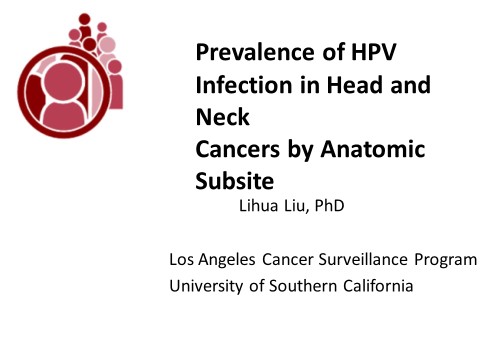 Prevalence of HPV
Infection in Head and
Neck
Cancers by Anatomic
Subsite
Lihua Liu, PhD
Los Angeles Cancer Surveillance Program
University of Southern California